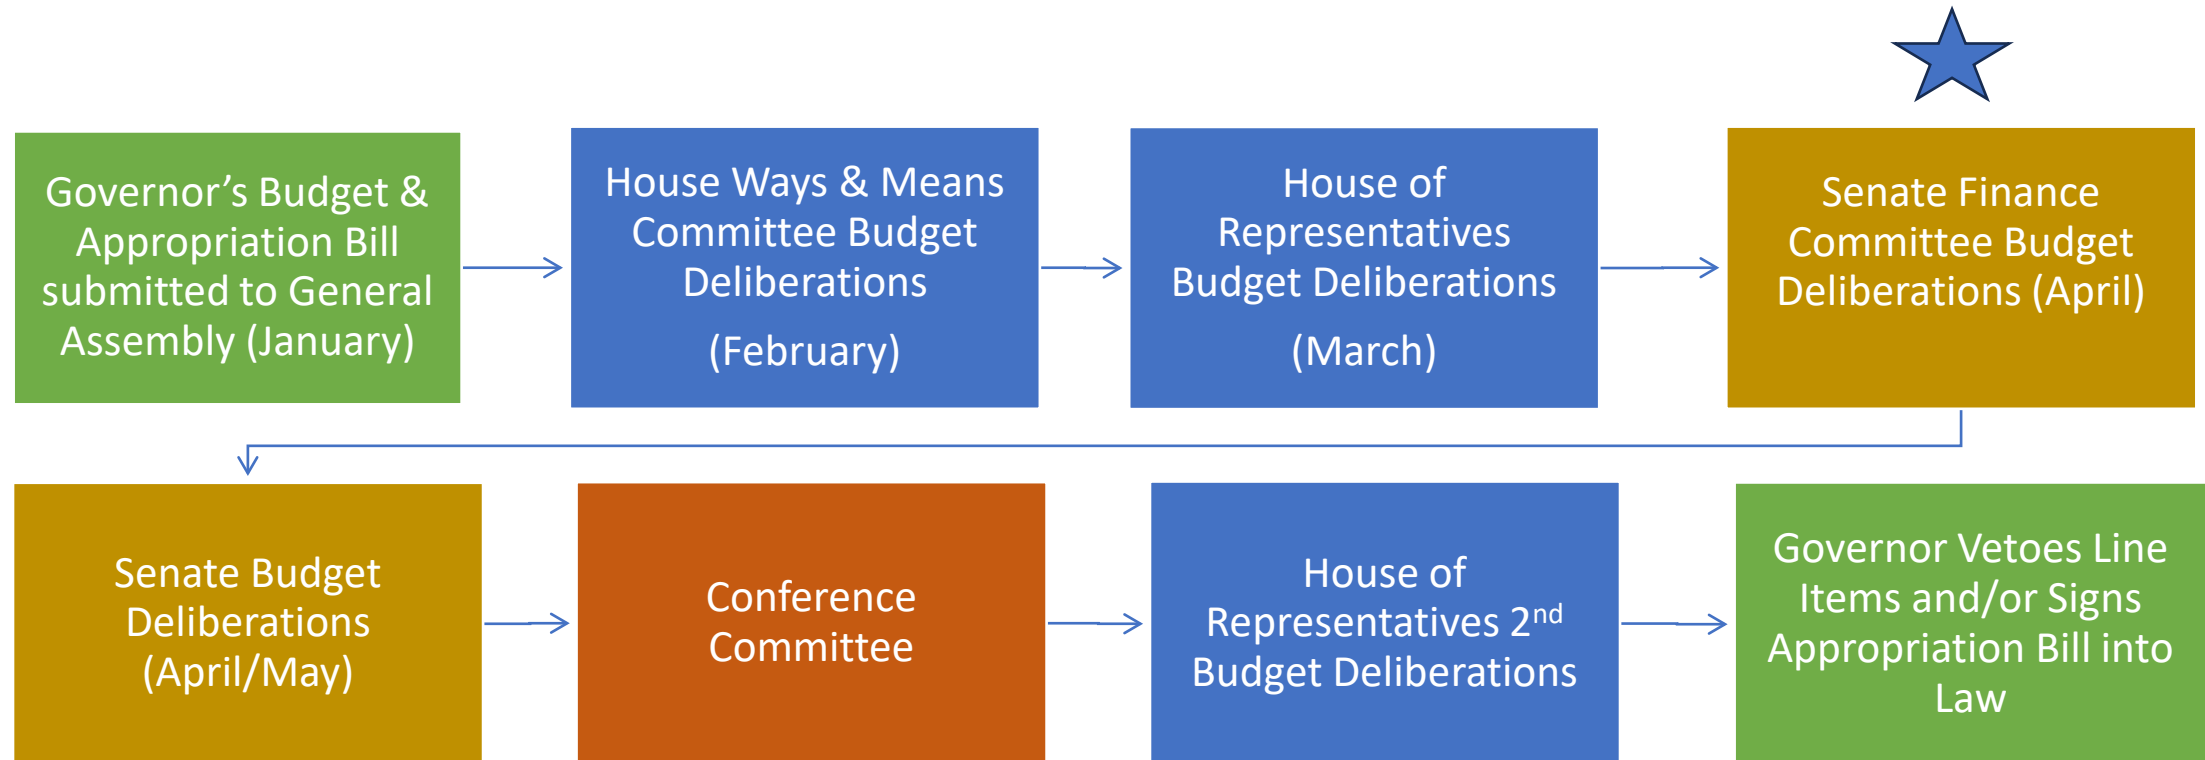 Governor’s Budget &
Appropriation Bill
submitted to General
Assembly (January)
House Ways & Means
Committee Budget
Deliberations
(February)
House of
Representatives
Budget Deliberations
(March)
Senate Finance
Committee Budget
Deliberations (April)
Senate Budget
Deliberations
(April/May)
Conference
Committee
House of
Representatives 2nd
Budget Deliberations
Governor Vetoes Line
Items and/or Signs
Appropriation Bill into
Law